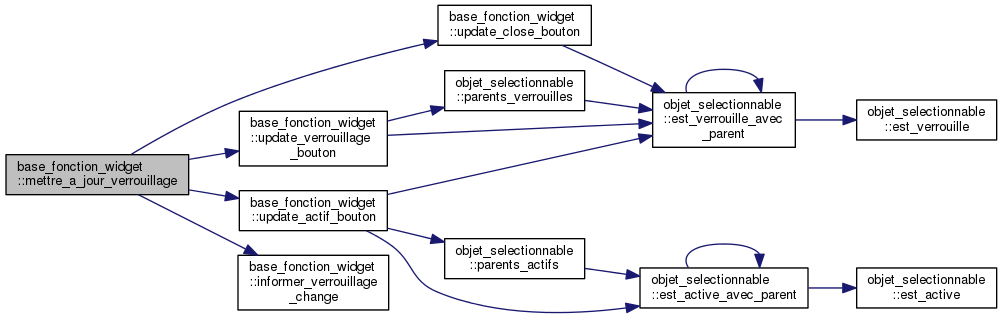 base_fonction_widget
::mettre_a_jour_verrouillage
base_fonction_widget
::update_close_bouton
base_fonction_widget
::update_verrouillage
_bouton
base_fonction_widget
::update_actif_bouton
base_fonction_widget
::informer_verrouillage
_change
objet_selectionnable
::parents_verrouilles
objet_selectionnable
::parents_actifs
objet_selectionnable
::est_verrouille_avec
_parent
objet_selectionnable
::est_active_avec_parent
objet_selectionnable
::est_verrouille
objet_selectionnable
::est_active